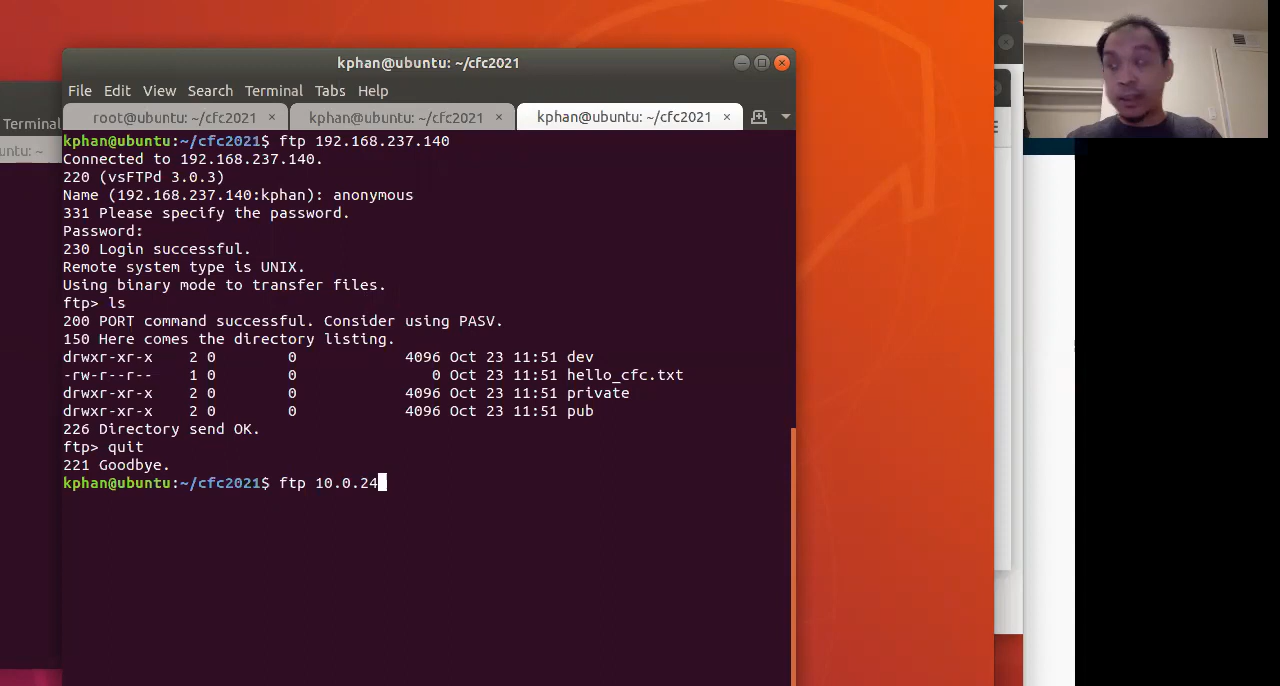 kphan@ubuntu: ~/cfc2021
File Edit View Search Terminal Tabs Help
Terminal
root@ubuntu: ~/cfc2021 × kphan@ubuntu: ~/cfc2021 × kphan@ubuntu: ~/cfc2021 ×
untu: ~
kphan@ubuntu:~/cfc2021$ ftp 192.168.237.140
Connected to 192.168.237.140.
220 (vsFTPd 3.0.3)
Name (192.168.237.140:kphan): anonymous
331 Please specify the password.
Password:
230 Login successful.
Remote system type is UNIX.
Using binary mode to transfer files.
ftp> ls
200 PORT command successful. Consider using PASV.
150 Here comes the directory listing.
drwxr-xr-x    2 0        0            4096 Oct 23 11:51 dev
-rw-r--r--    1 0        0               0 Oct 23 11:51 hello_cfc.txt
drwxr-xr-x    2 0        0            4096 Oct 23 11:51 private
drwxr-xr-x    2 0        0            4096 Oct 23 11:51 pub
226 Directory send OK.
ftp> quit
221 Goodbye.
kphan@ubuntu:~/cfc2021$ ftp 10.0.24